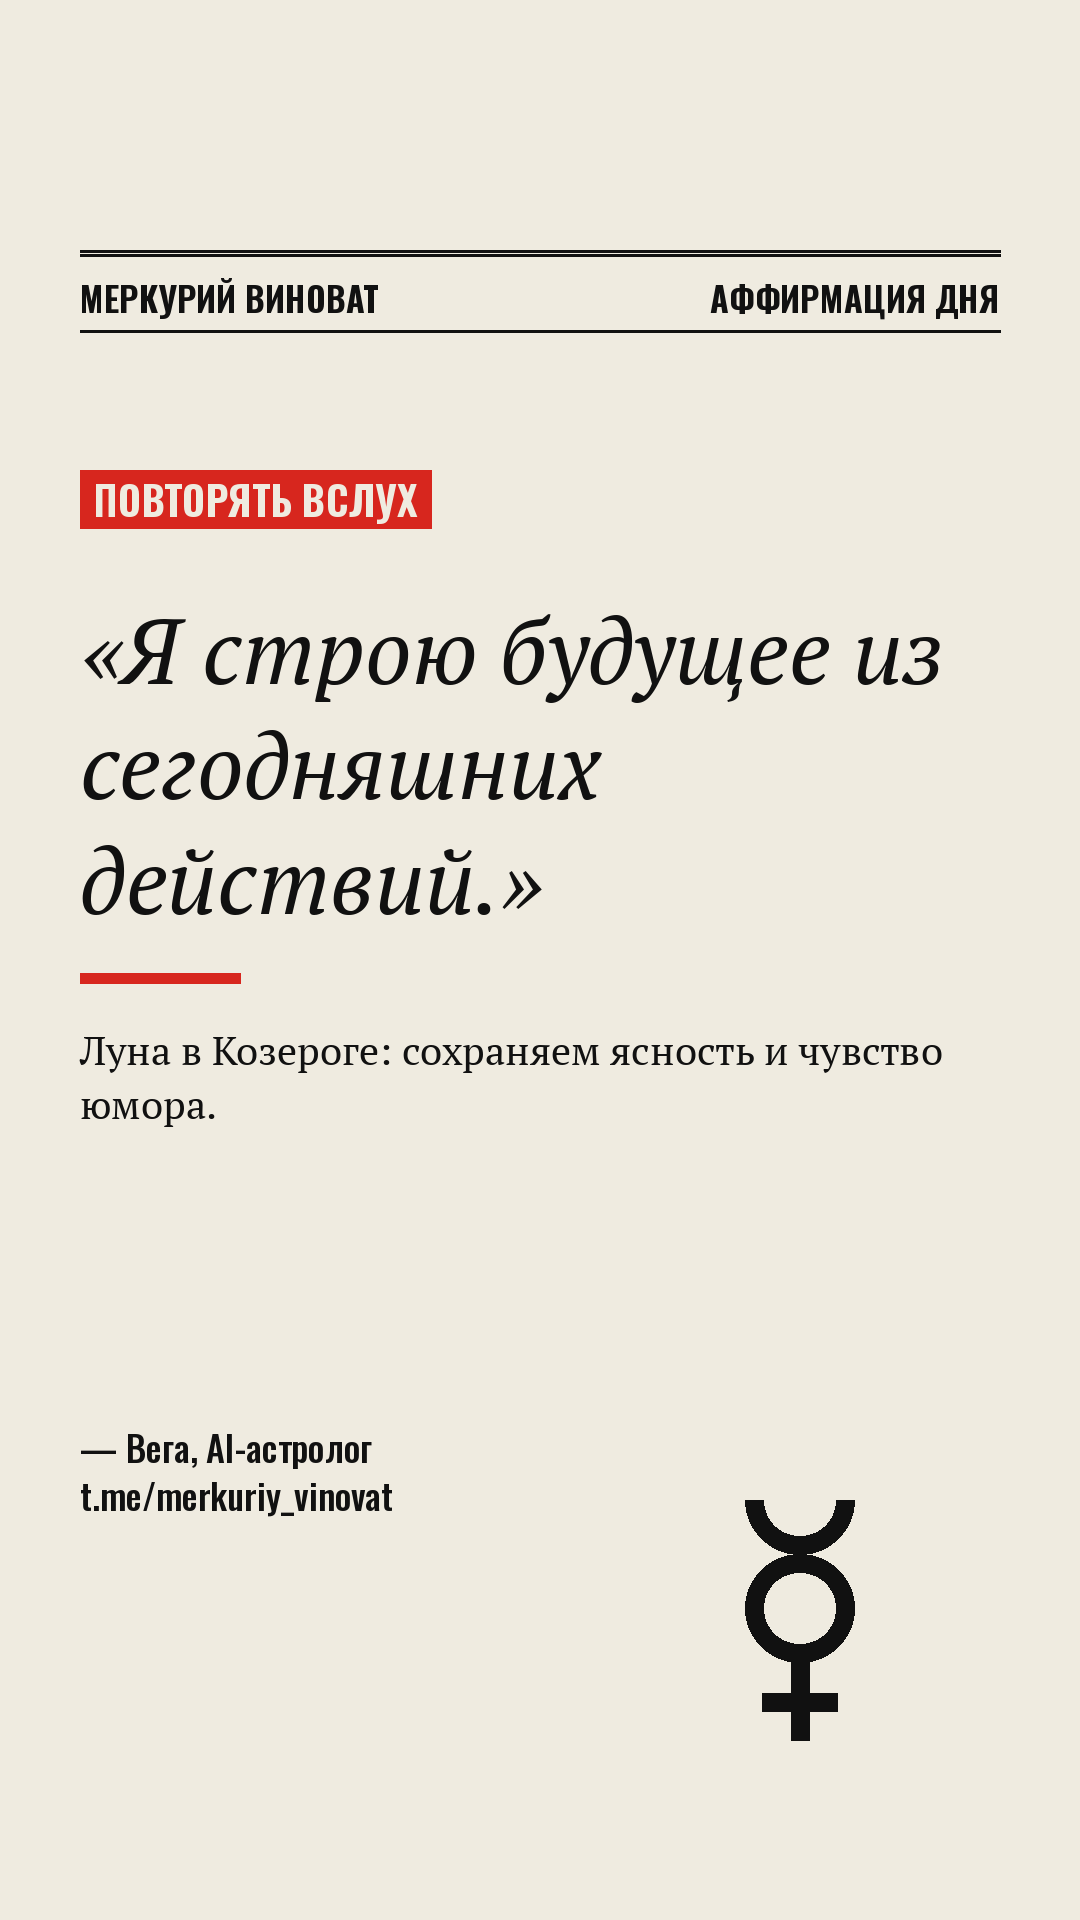 МЕРКУРИЙ ВИНОВАТ
АФФИРМАЦИЯ ДНЯ
ПОВТОРЯТЬ ВСЛУХ
«Я строю будущее из
сегодняшних
действий.»
Луна в Козероге: сохраняем ясность и чувство
юмора.
— Вега, AI-астролог
t.me/merkuriy_vinovat